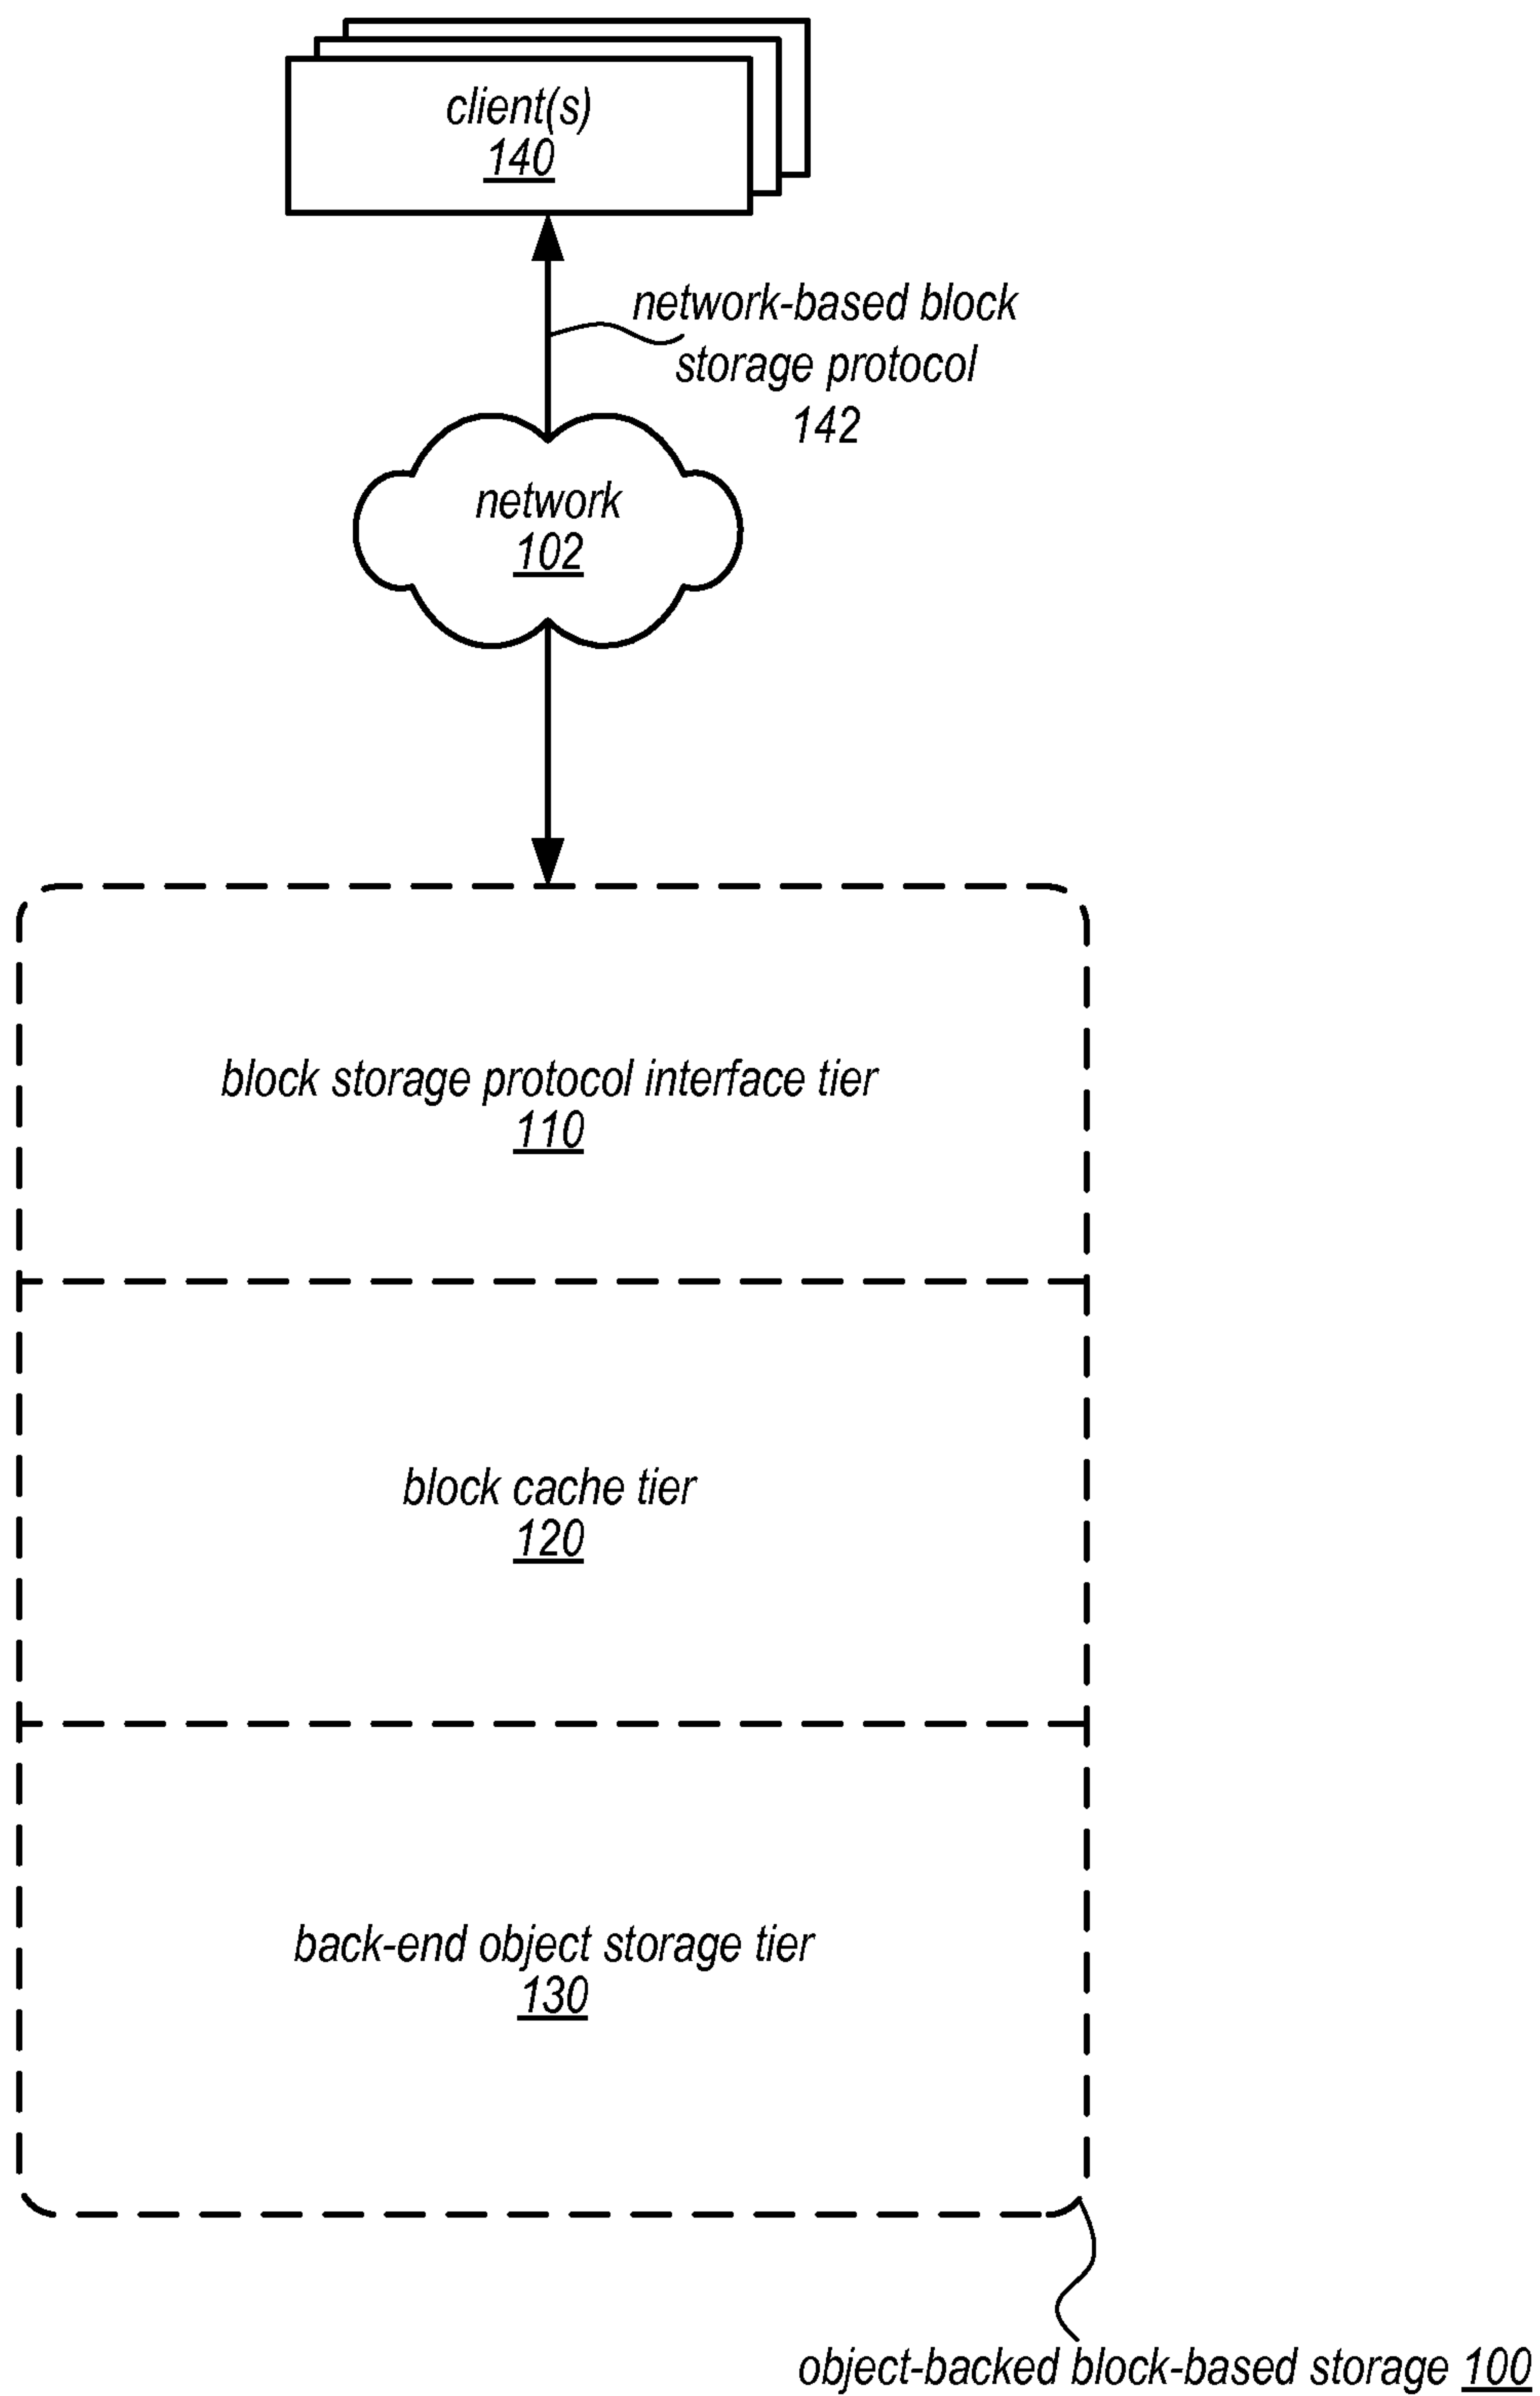 client(s)
140
network-based block
storage protocol
142
network
102
block storage protocol interface tier
110
block cache tier
120
back-end object storage tier
130
object-backed block-based storage 100